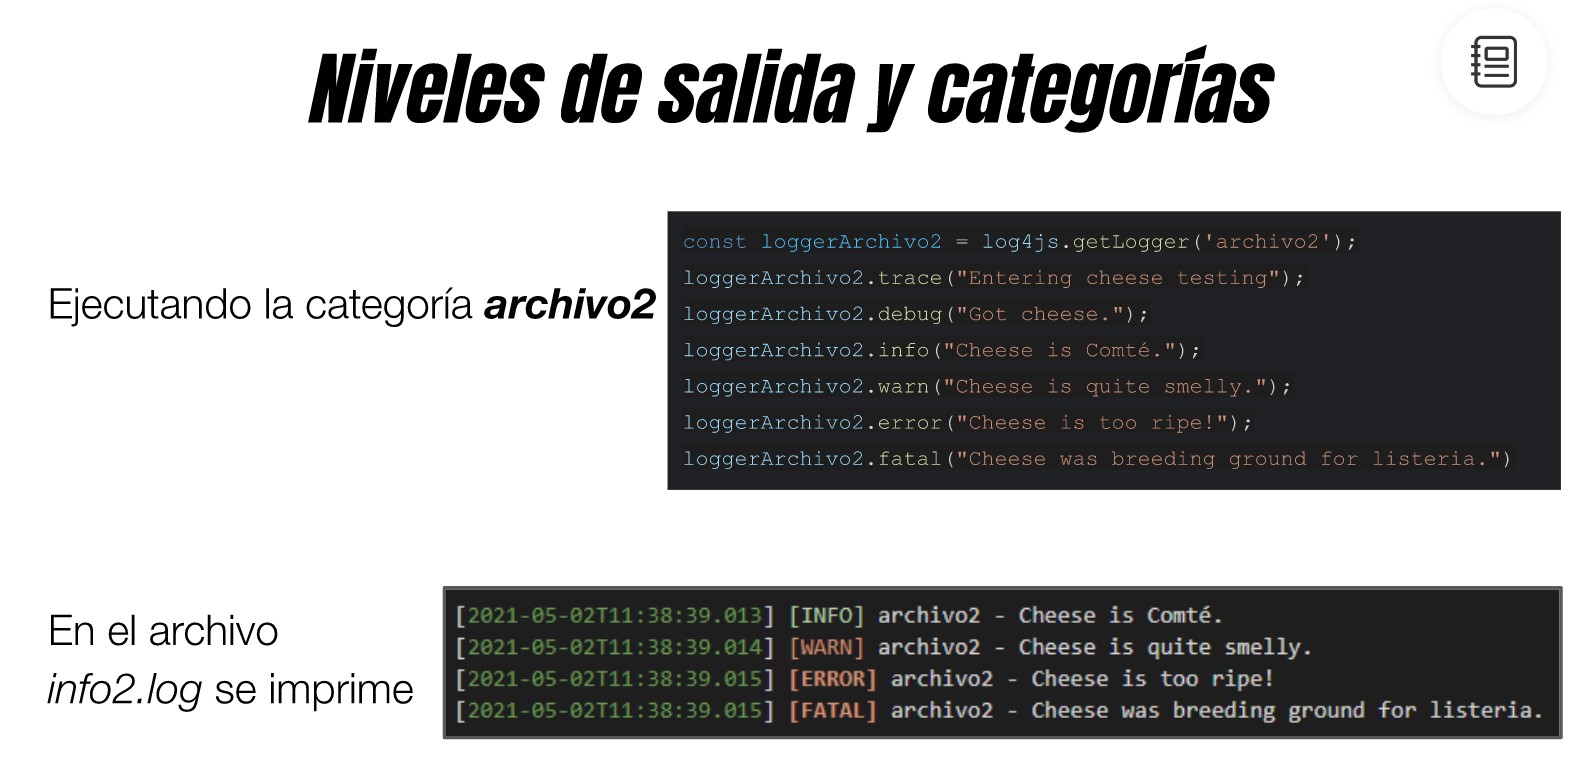 Niveles de salida y categorías
Ejecutando la categoría archivo2
const loggerArchivo2 = log4js.getLogger('archivo2');
loggerArchivo2.trace("Entering cheese testing");
loggerArchivo2.debug("Got cheese.");
loggerArchivo2.info("Cheese is Comté.");
loggerArchivo2.warn("Cheese is quite smelly.");
loggerArchivo2.error("Cheese is too ripe!");
loggerArchivo2.fatal("Cheese was breeding ground for listeria.")
En el archivo
info2.log se imprime
[2021-05-02T11:38:39.013] [INFO] archivo2 - Cheese is Comté.
[2021-05-02T11:38:39.014] [WARN] archivo2 - Cheese is quite smelly.
[2021-05-02T11:38:39.015] [ERROR] archivo2 - Cheese is too ripe!
[2021-05-02T11:38:39.015] [FATAL] archivo2 - Cheese was breeding ground for listeria.